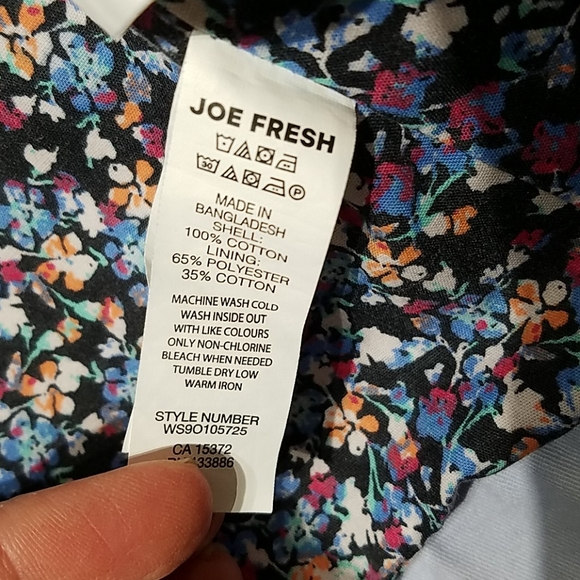 JOE FRESH
MADE IN
BANGLADESH
SHELL:
100% COTTON
LINING:
65% POLYESTER
35% COTTON
MACHINE WASH COLD
WASH INSIDE OUT
WITH LIKE COLOURS
ONLY NON-CHLORINE
BLEACH WHEN NEEDED
TUMBLE DRY LOW
WARM IRON
STYLE NUMBER
WS9O105725
CA 15372